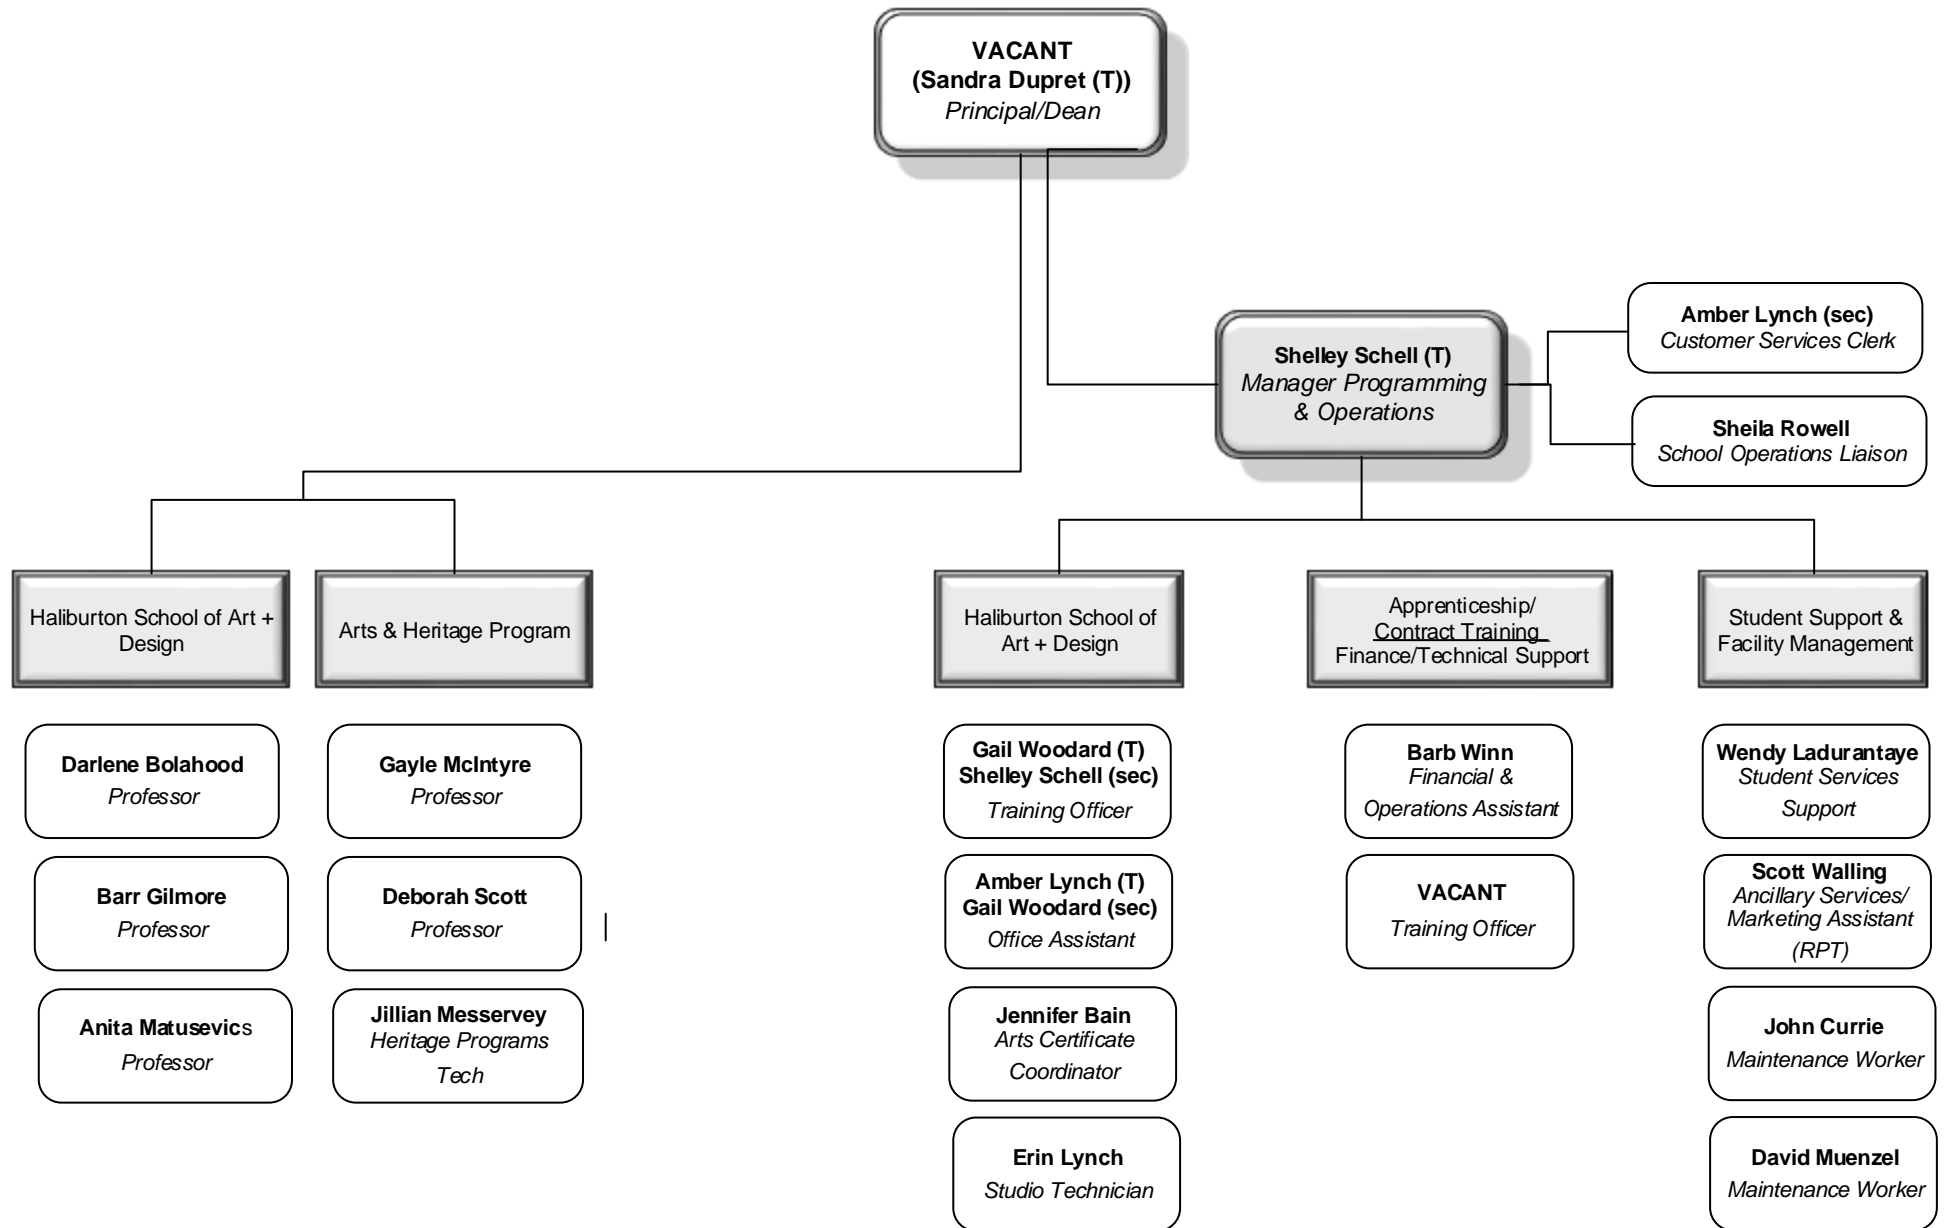 VACANT
(Sandra Dupret (T))
Principal/Dean
Amber Lynch (sec)
Customer Services Clerk
Shelley Schell (T)
Manager Programming
& Operations
Sheila Rowell
School Operations Liaison
Haliburton School of Art +
Design
Arts & Heritage Program
Haliburton School of
Art + Design
Apprenticeship/
Contract Training
Finance/Technical Support
Student Support &
Facility Management
Darlene Bolahood
Professor
Gayle McIntyre
Professor
Gail Woodard (T)
Shelley Schell (sec)
Training Officer
Barb Winn
Financial &
Operations Assistant
Wendy Ladurantaye
Student Services
Support
Barr Gilmore
Professor
Deborah Scott
Professor
Amber Lynch (T)
Gail Woodard (sec)
Office Assistant
VACANT
Training Officer
Scott Walling
Ancillary Services/
Marketing Assistant
(RPT)
Anita Matusevics
Professor
Jillian Messervey
Heritage Programs
Tech
Jennifer Bain
Arts Certificate
Coordinator
John Currie
Maintenance Worker
Erin Lynch
Studio Technician
David Muenzel
Maintenance Worker